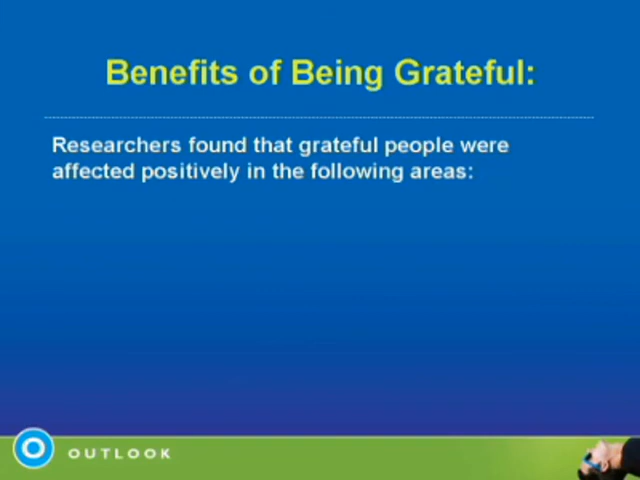 Benefits of Being Grateful:
Researchers found that grateful people were
affected positively in the following areas:
OUTLOOK